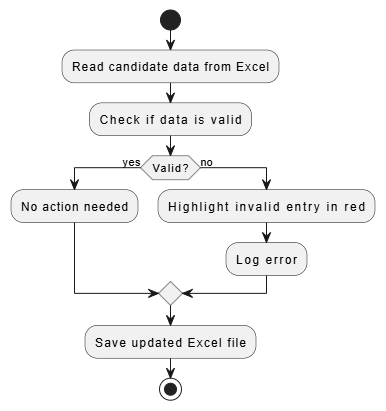 Read candidate data from Excel
Check if data is valid
yes
Valid?
no
No action needed
Highlight invalid entry in red
Log error
Save updated Excel file